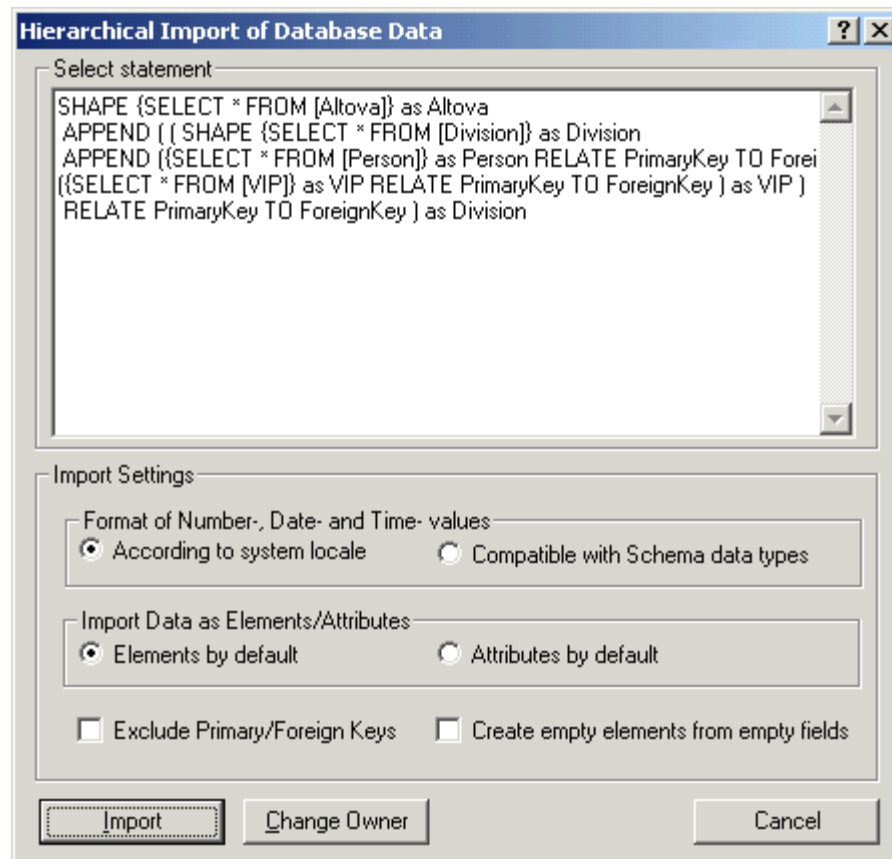 Hierarchical Import of Database Data
Select statement
SHAPE {SELECT * FROM [Altova]} as Altova
APPEND ( ( SHAPE {SELECT * FROM [Division]} as Division
APPEND ({SELECT * FROM [Person]} as Person RELATE PrimaryKey TO Forei
({SELECT * FROM [VIP]} as VIP RELATE PrimaryKey TO ForeignKey ) as VIP )
RELATE PrimaryKey TO ForeignKey ) as Division
Import Settings
Format of Number-, Date- and Time- values
According to system locale Compatible with Schema data types
Import Data as Elements/Attributes
Elements by default Attributes by default
Exclude Primary/Foreign Keys Create empty elements from empty fields
Import Change Owner Cancel